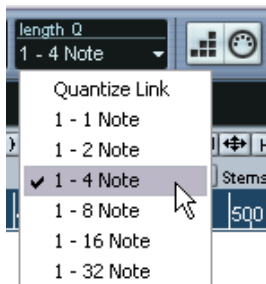 length Q
1 - 4 Note
Quantize Link
1 - 1 Note
1 - 2 Note
1 - 4 Note
Stems
1 - 8 Note
500
1 - 16 Note
1 - 32 Note